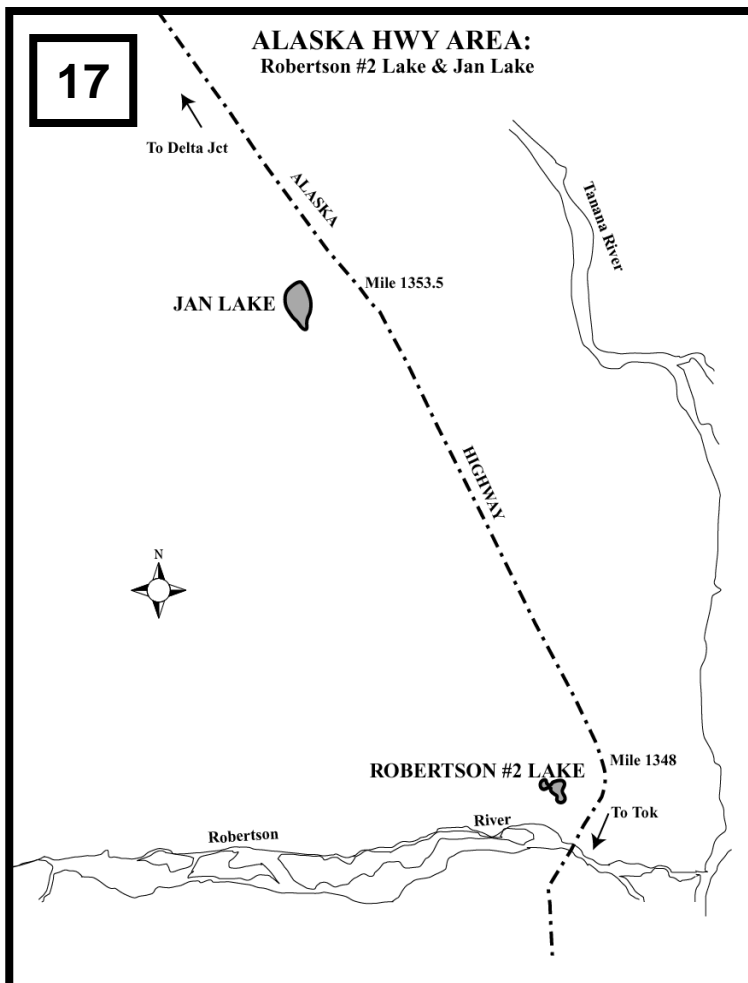 17
ALASKA HWY AREA:
Robertson #2 Lake & Jan Lake
To Delta Jct
ALASKA
Tanana River
Mile 1353.5
JAN LAKE
HIGHWAY
N
Mile 1348
ROBERTSON #2 LAKE
To Tok
River
Robertson